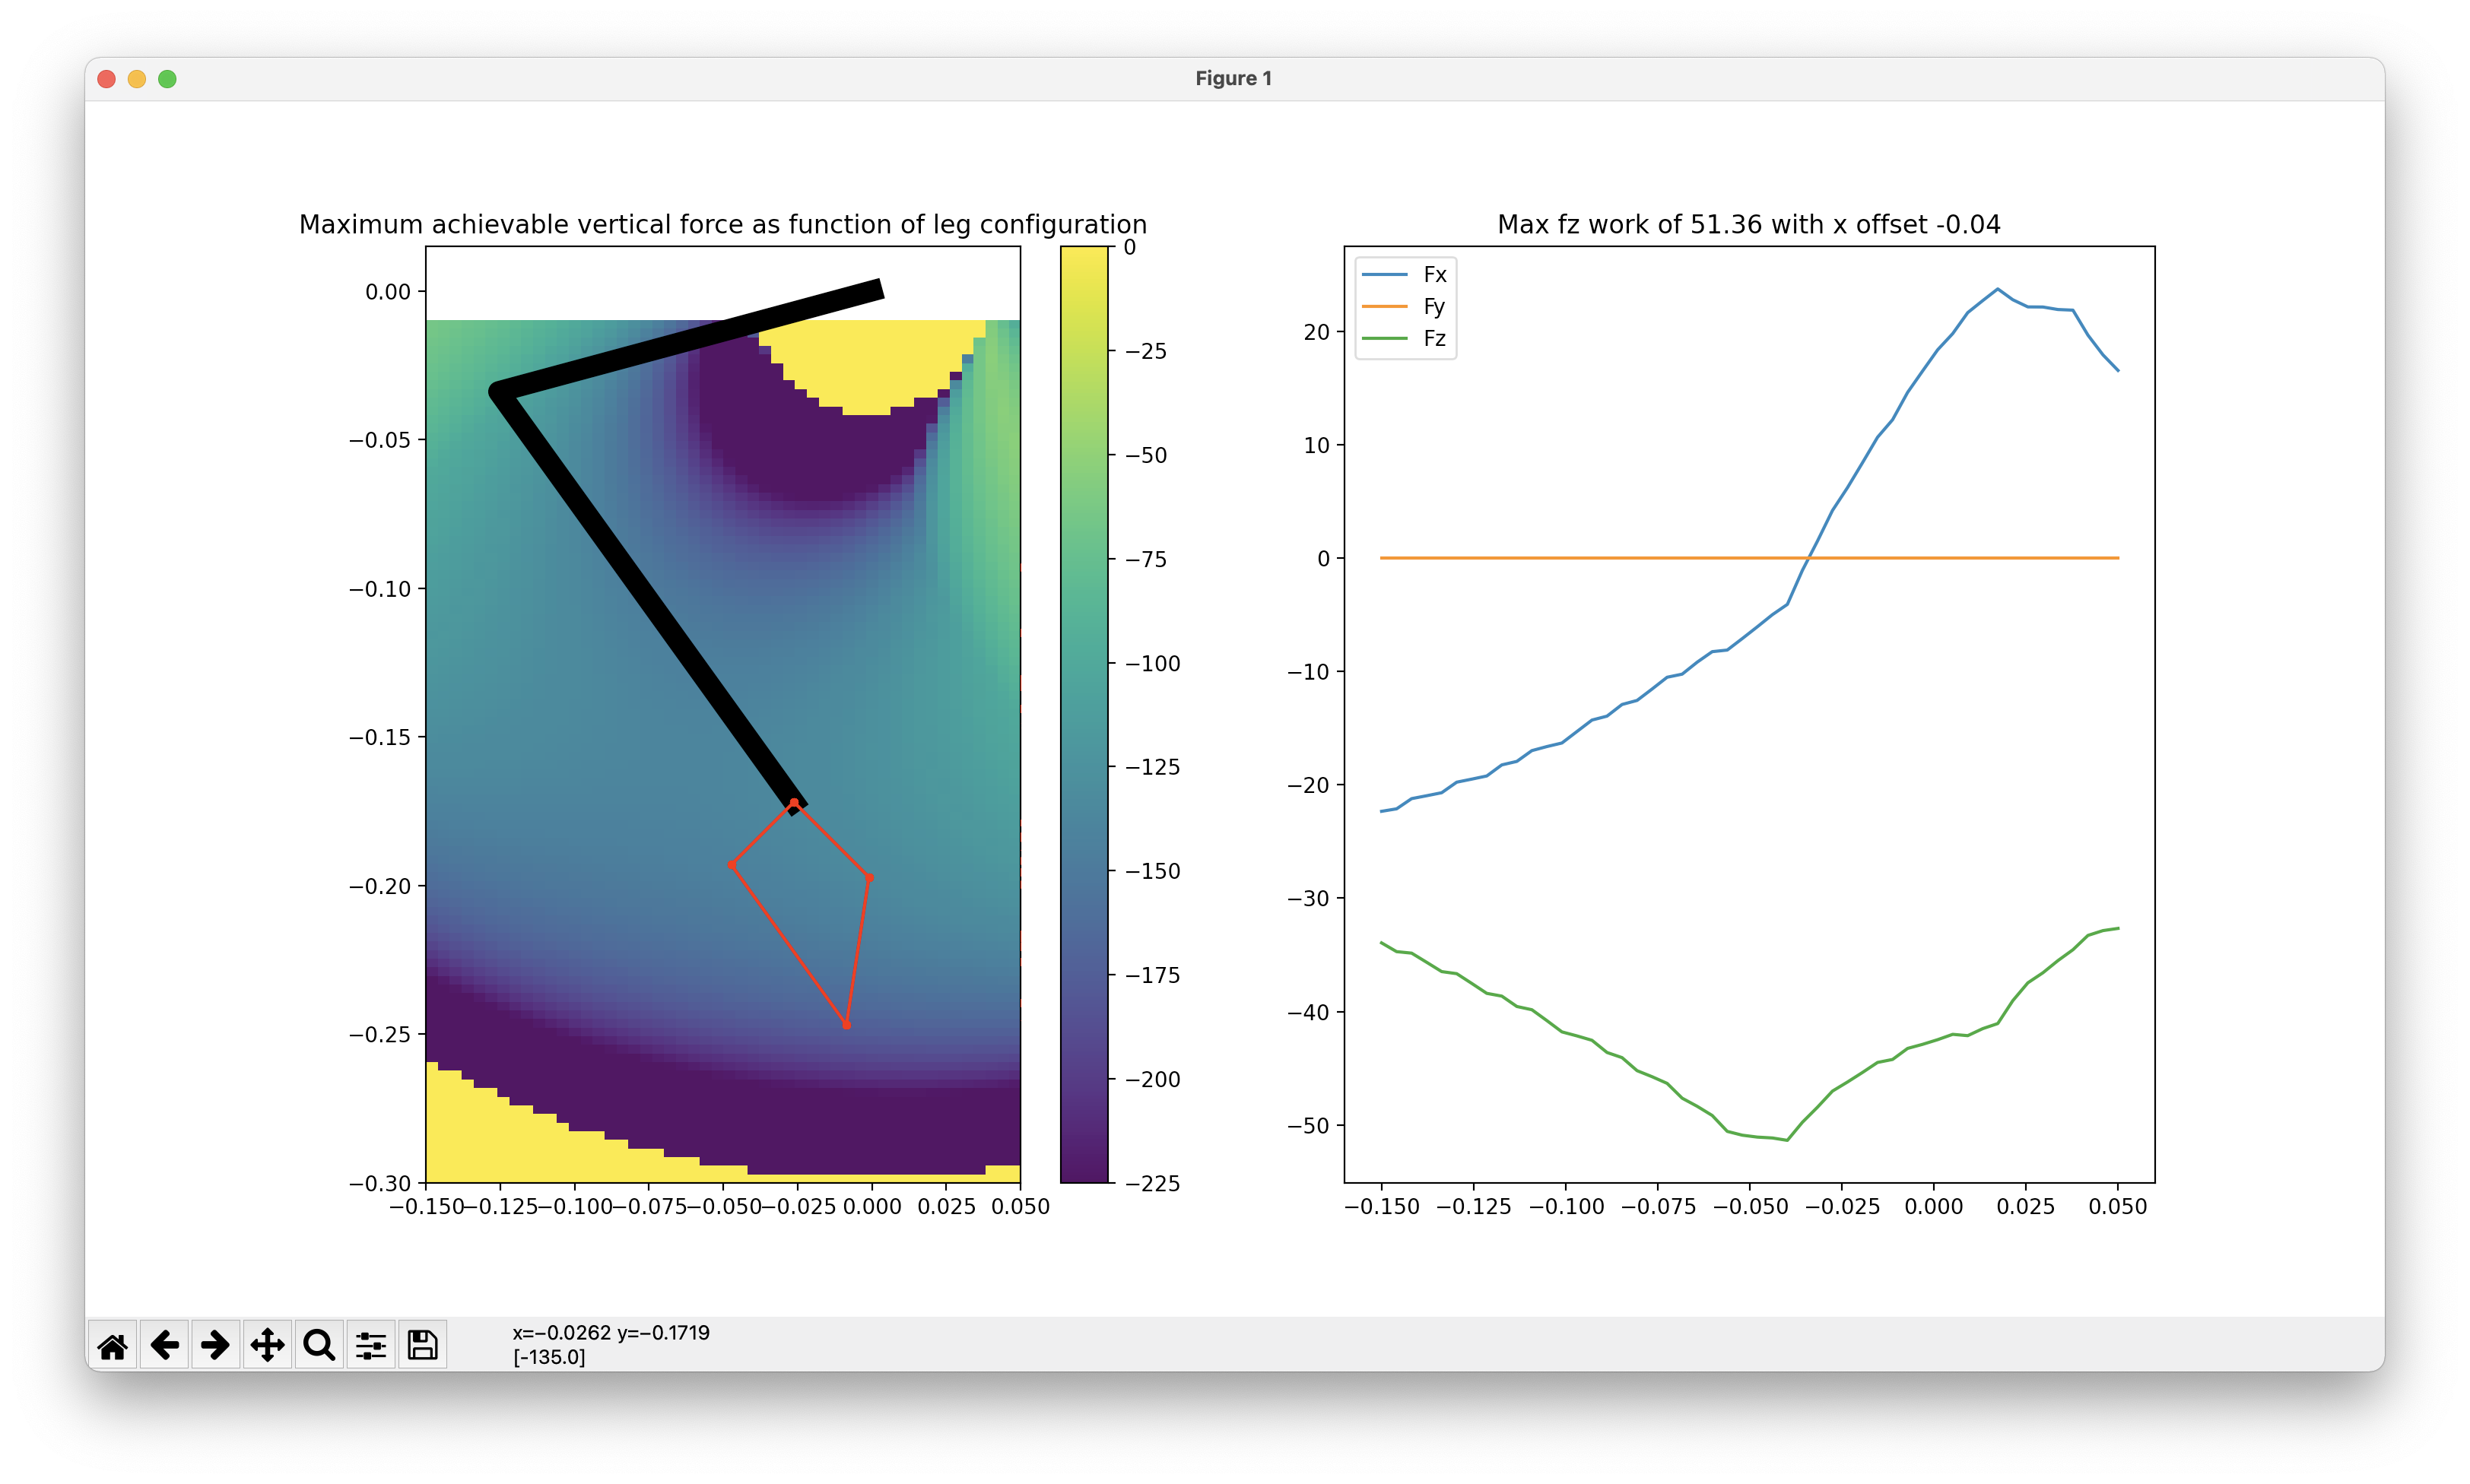 Figure 1
Maximum achievable vertical force as function of leg configuration
0.00
−0.05
−0.10
−0.15
−0.20
−0.25
−0.30
−0.150 −0.125 −0.100 −0.075 −0.050 −0.025 0.000 0.025 0.050
0
−25
−50
−75
−100
−125
−150
−175
−200
−225
Max fz work of 51.36 with x offset -0.04
Fx
Fy
Fz
20
10
0
−10
−20
−30
−40
−50
−0.150 −0.125 −0.100 −0.075 −0.050 −0.025 0.000 0.025 0.050
x=−0.0262 y=−0.1719
[-135.0]